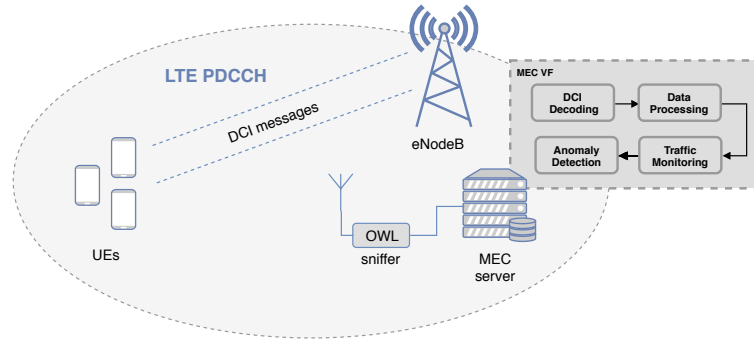 LTE PDCCH
DCI messages
eNodeB
UEs
OWL
sniffer
MEC
server
MEC VF
DCI
Decoding
Data
Processing
Anomaly
Detection
Traffic
Monitoring